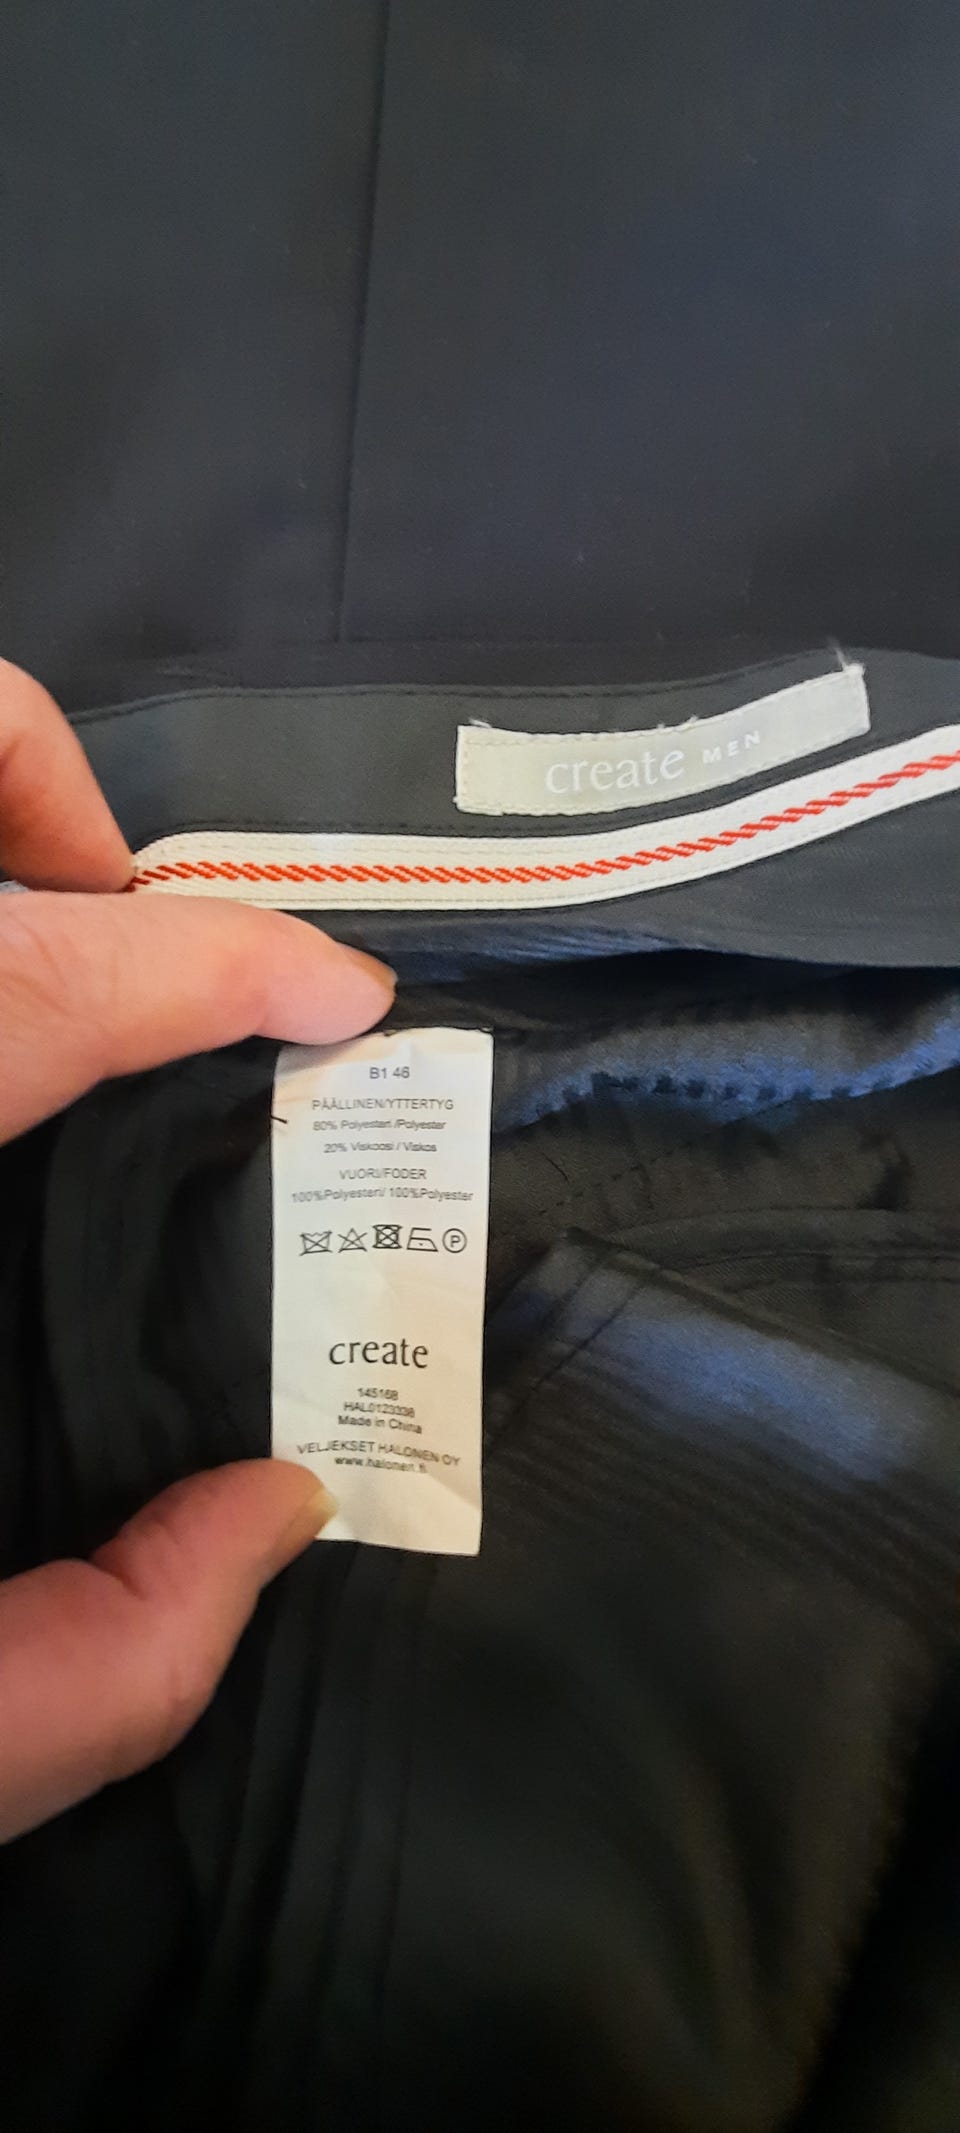 create MEN
B1 46
PÄÄLLINEN/YTTERTYG
80% Polyesteri /Polyester
20% Viskoosi / Viskos
VUORI/FODER
100%Polyesteri/ 100%Polyester
P
create
145168
HAL0123338
Made in China
VELJEKSET HALONEN OY
www.halonen.fi